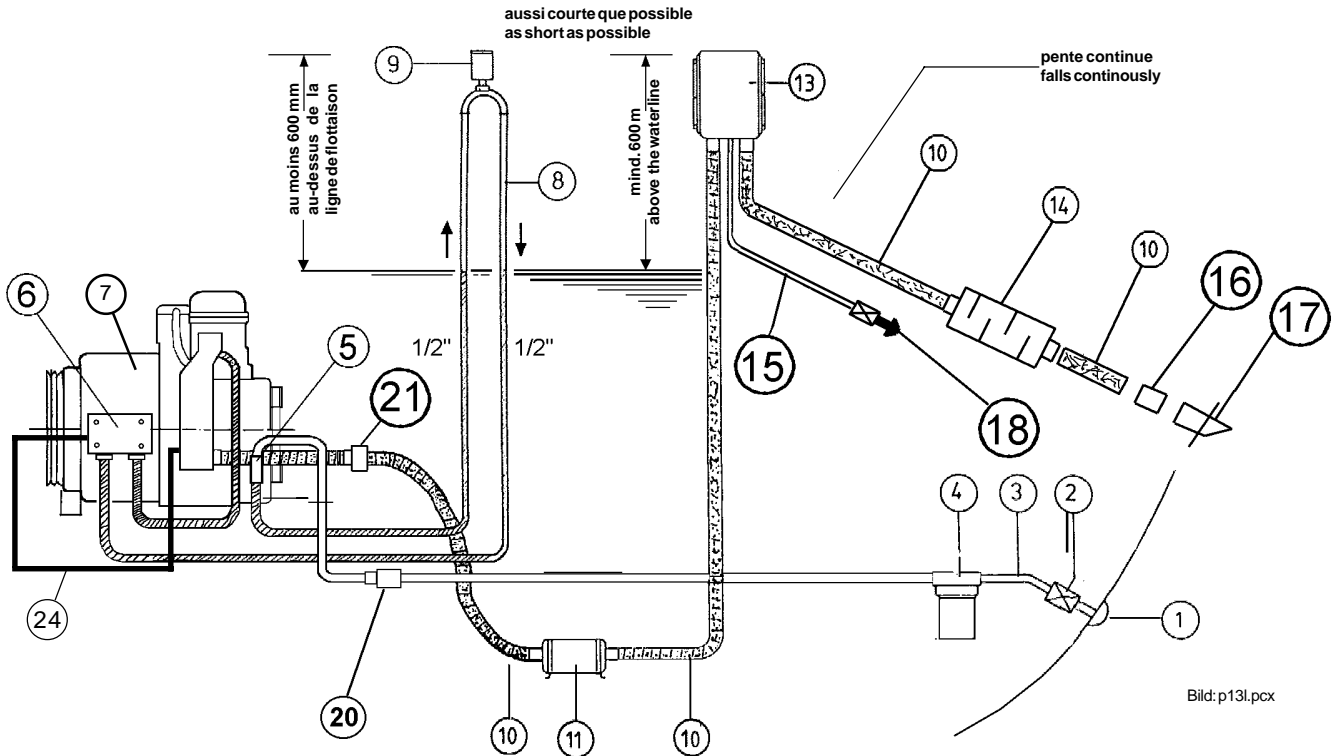 aussi courte que possible
as short as possible
pente continue
falls continously
au moins 600 mm
au-dessus de la
ligne de flottaison
mind. 600 m
above the waterline
9
13
8
10
14
10
16
17
6
7
5
1/2"
1/2"
21
15
18
4
3
2
1
24
20
10
11
10
Bild: p13l.pcx